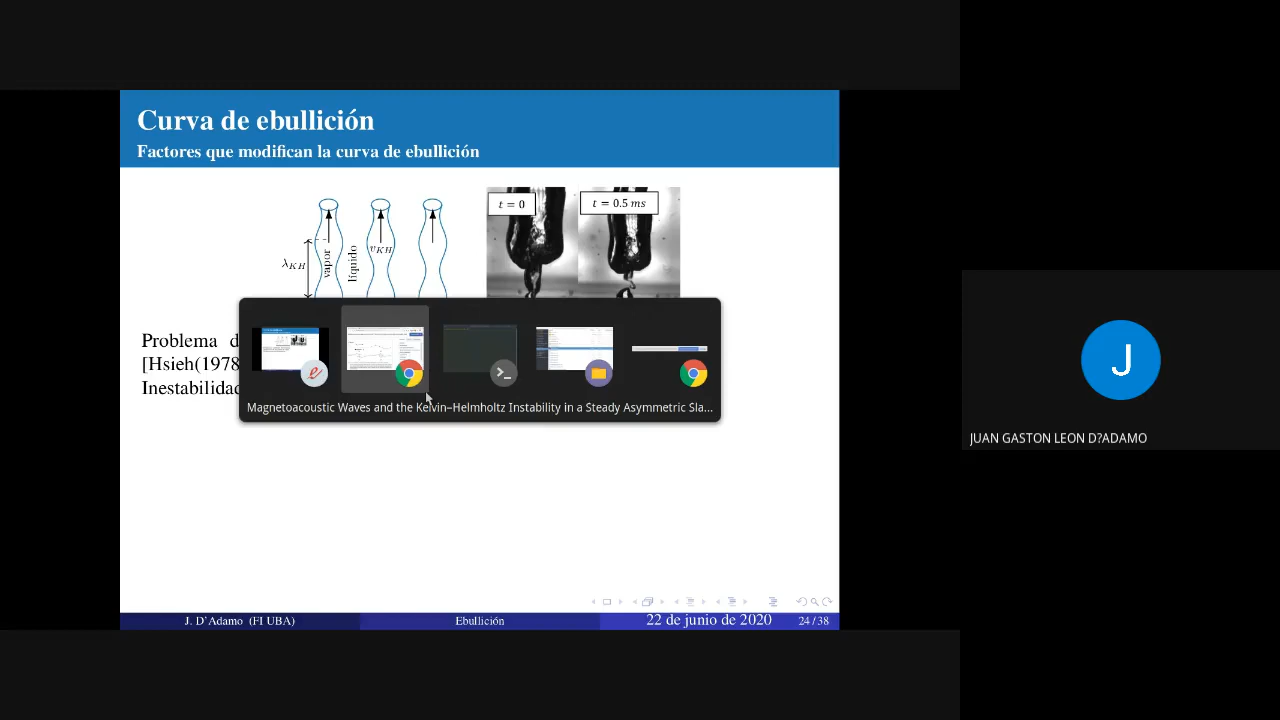 Curva de ebullición
Factores que modifican la curva de ebullición
λKH
vapor
líquido
vKH
t = 0
t = 0.5 ms
Problema d
[Hsieh(1978
Inestabilidad
Magnetoacoustic Waves and the Kelvin–Helmholtz Instability in a Steady Asymmetric Sla...
JUAN GASTON LEON D?ADAMO
J
J. D'Adamo (FI UBA)
Ebullición
22 de junio de 2020
24 / 38